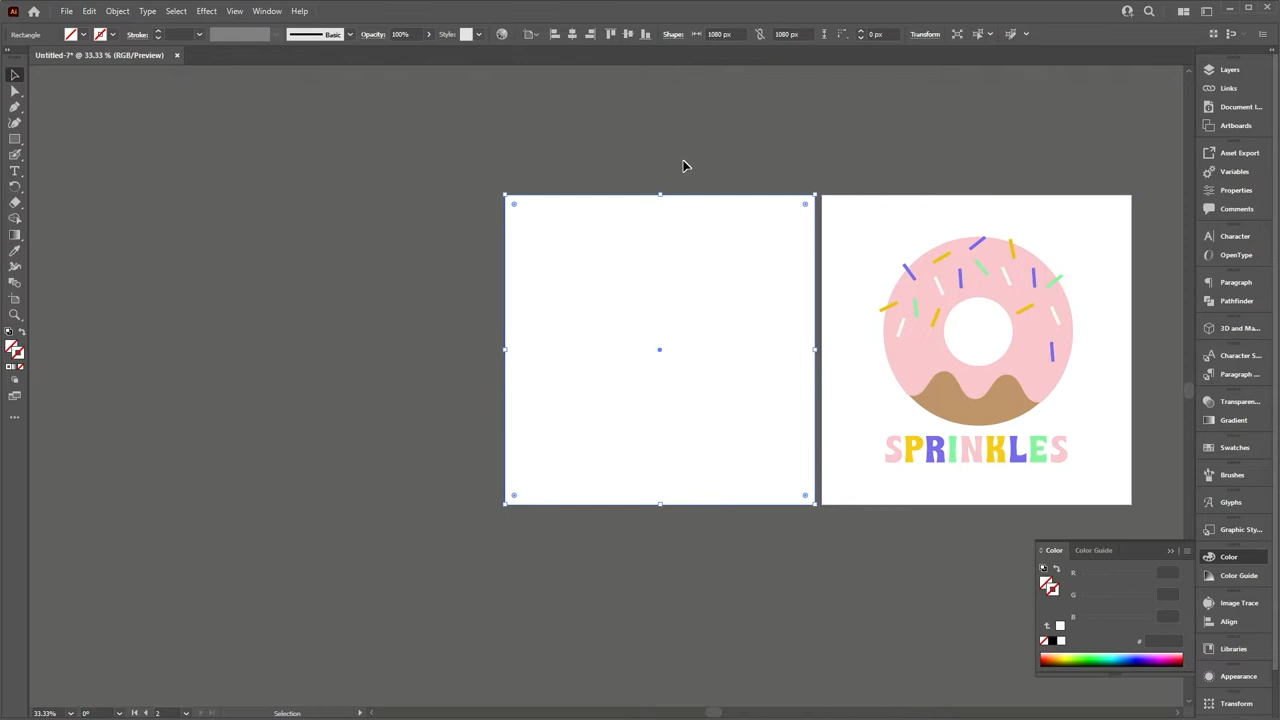 Ai File Edit Object Type Select Effect View Window Help
Rectangle Stroke: Basic Opacity: 100% Style: Shape: 1080 px 1080 px 0 px Transform
Untitled-7* @ 33.33 % (RGB/Preview) ×
Layers
Links
Document I...
Artboards
Asset Export
Variables
Properties
Comments
Character
OpenType
Paragraph
Pathfinder
3D and Ma...
Character S...
Paragraph ...
Transparen...
Gradient
Swatches
Brushes
Glyphs
Graphic Sty...
Color
Color Guide
Image Trace
Align
Libraries
Appearance
Transform
SPRINKLES
Color Color Guide
R
G
B
#
33.33% 0° 2 Selection